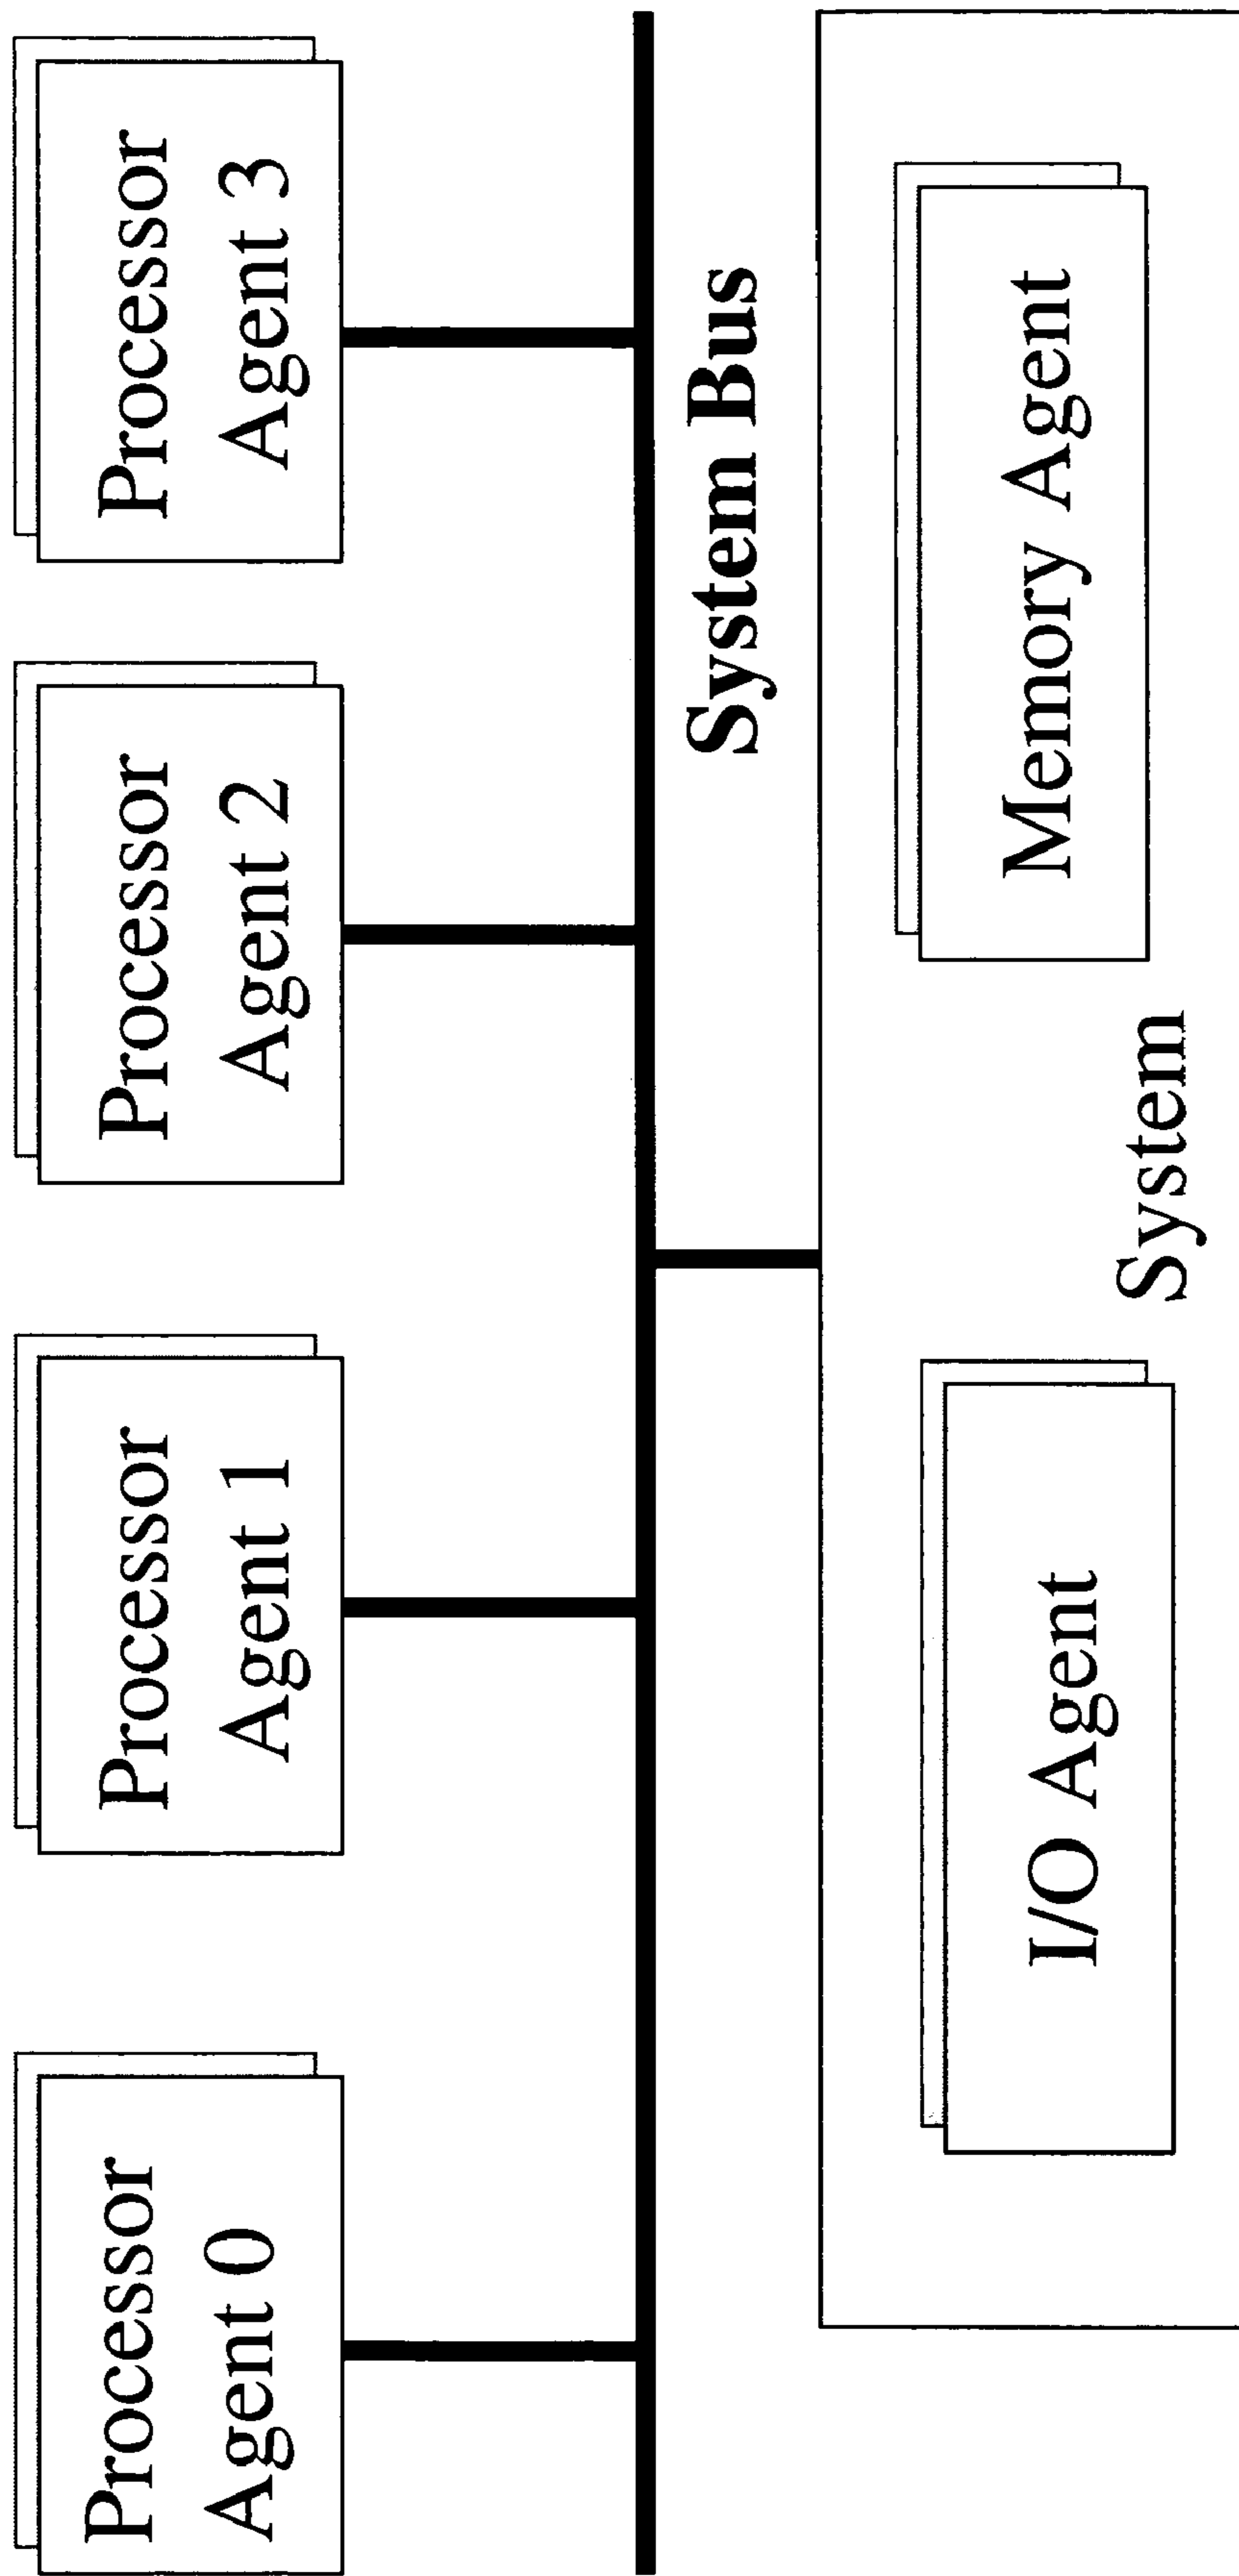 Processor
Agent 0
Processor
Agent 1
Processor
Agent 2
Processor
Agent 3
System Bus
I/O Agent
System
Memory Agent